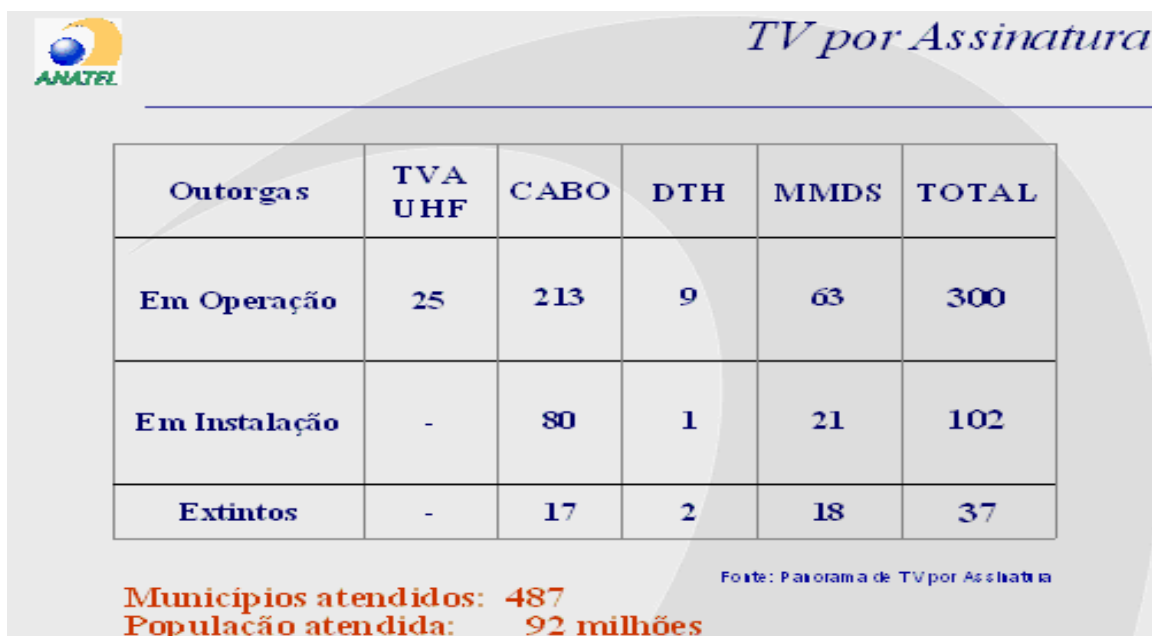 TV por Assinatura
ANATEL
Outorgas TVA UHF CABO DTH MMDS TOTAL
Em Operação 25 213 9 63 300
Em Instalação - 80 1 21 102
Extintos - 17 2 18 37
Fonte: Panorama de TV por Assinatura
Municípios atendidos: 487
População atendida: 92 milhões